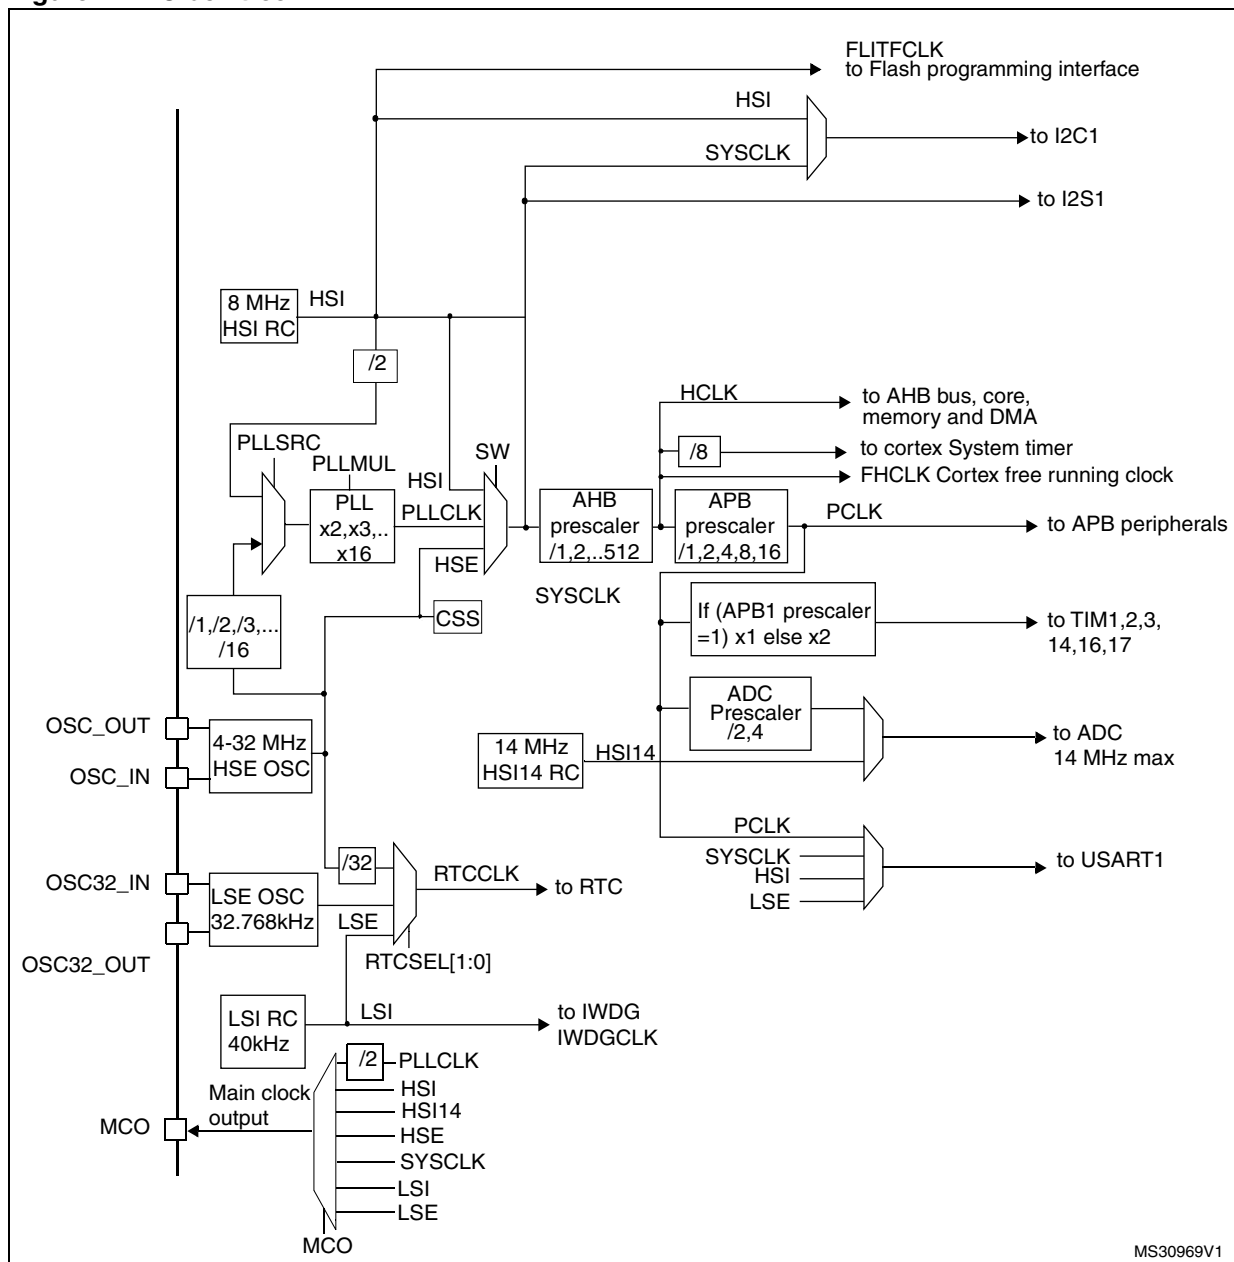 FLITFCLK
to Flash programming interface
HSI
to I2C1
SYSCLK
to I2S1
8 MHz
HSI RC
HSI
/2
HCLK
to AHB bus, core,
memory and DMA
/8
to cortex System timer
FHCLK Cortex free running clock
PLLSRC
PLLMUL
SW
HSI
PLL
x2,x3,..
x16
PLLCLK
HSE
AHB
prescaler
/1,2,..512
APB
prescaler
/1,2,4,8,16
PCLK
to APB peripherals
SYSCLK
CSS
/1,/2,/3,...
/16
If (APB1 prescaler
=1) x1 else x2
to TIM1,2,3,
14,16,17
ADC
Prescaler
/2,4
OSC_OUT
OSC_IN
4-32 MHz
HSE OSC
14 MHz
HSI14 RC
HSI14
to ADC
14 MHz max
PCLK
SYSCLK
HSI
LSE
to USART1
/32
OSC32_IN
OSC32_OUT
LSE OSC
32.768kHz
LSE
RTCCLK
to RTC
RTCSEL[1:0]
LSI RC
40kHz
LSI
to IWDG
IWDGCLK
/2
PLLCLK
HSI
HSI14
HSE
SYSCLK
LSI
LSE
Main clock
output
MCO
MCO
MS30969V1